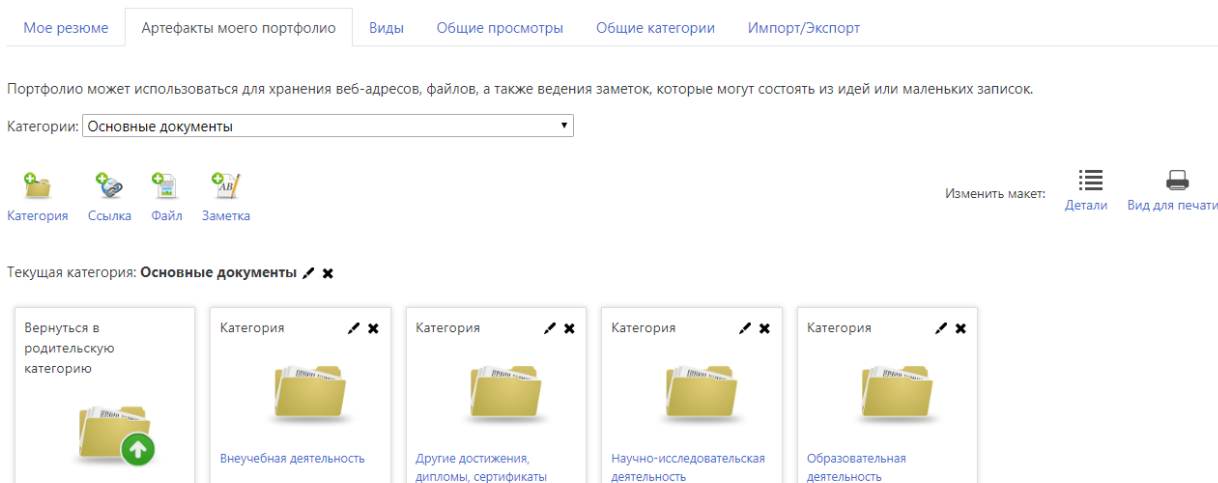 Мое резюме Артефакты моего портфолио Виды Общие просмотры Общие категории Импорт/Экспорт
Портфолио может использоваться для хранения веб-адресов, файлов, а также ведения заметок, которые могут состоять из идей или маленьких записок.
Категории: Основные документы
Категория Ссылка Файл Заметка
Изменить макет: Детали Вид для печати
Текущая категория: Основные документы
Вернуться в
родительскую
категорию
Категория
Внеучебная деятельность
Категория
Другие достижения,
дипломы, сертификаты
Категория
Научно-исследовательская
деятельность
Категория
Образовательная
деятельность